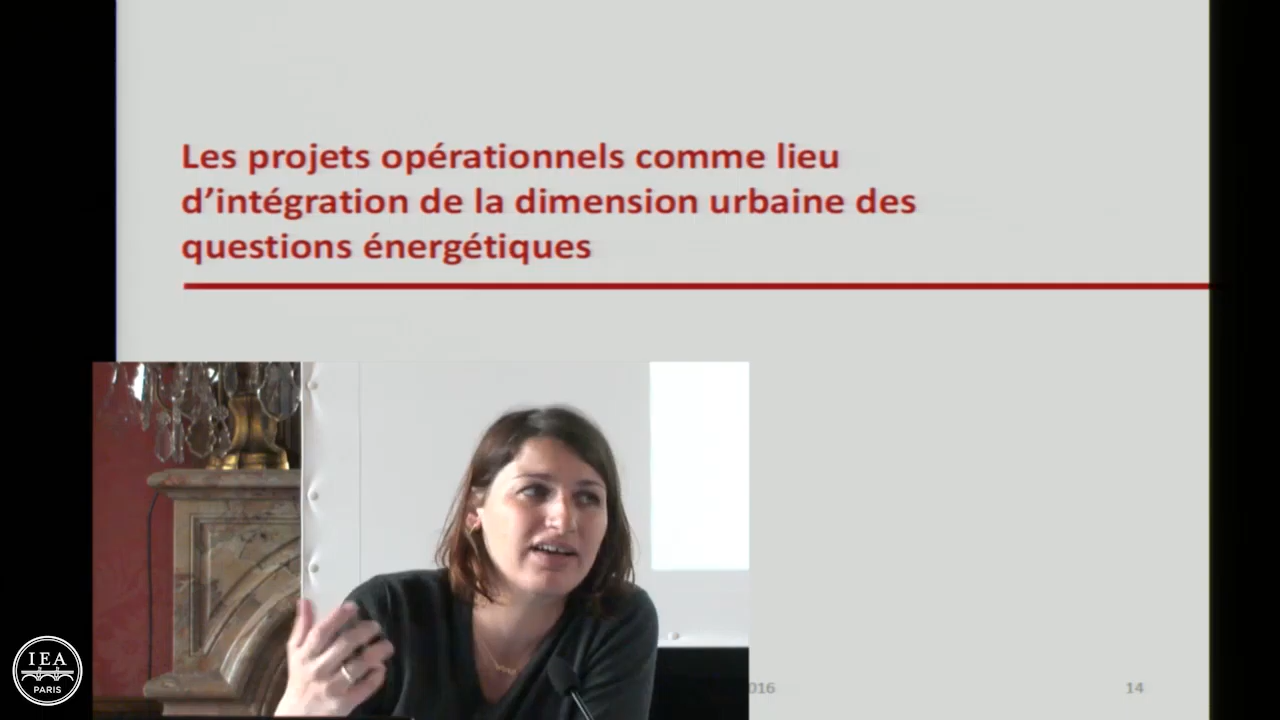 Les projets opérationnels comme lieu
d’intégration de la dimension urbaine des
questions énergétiques
016
14
IEA
PARIS